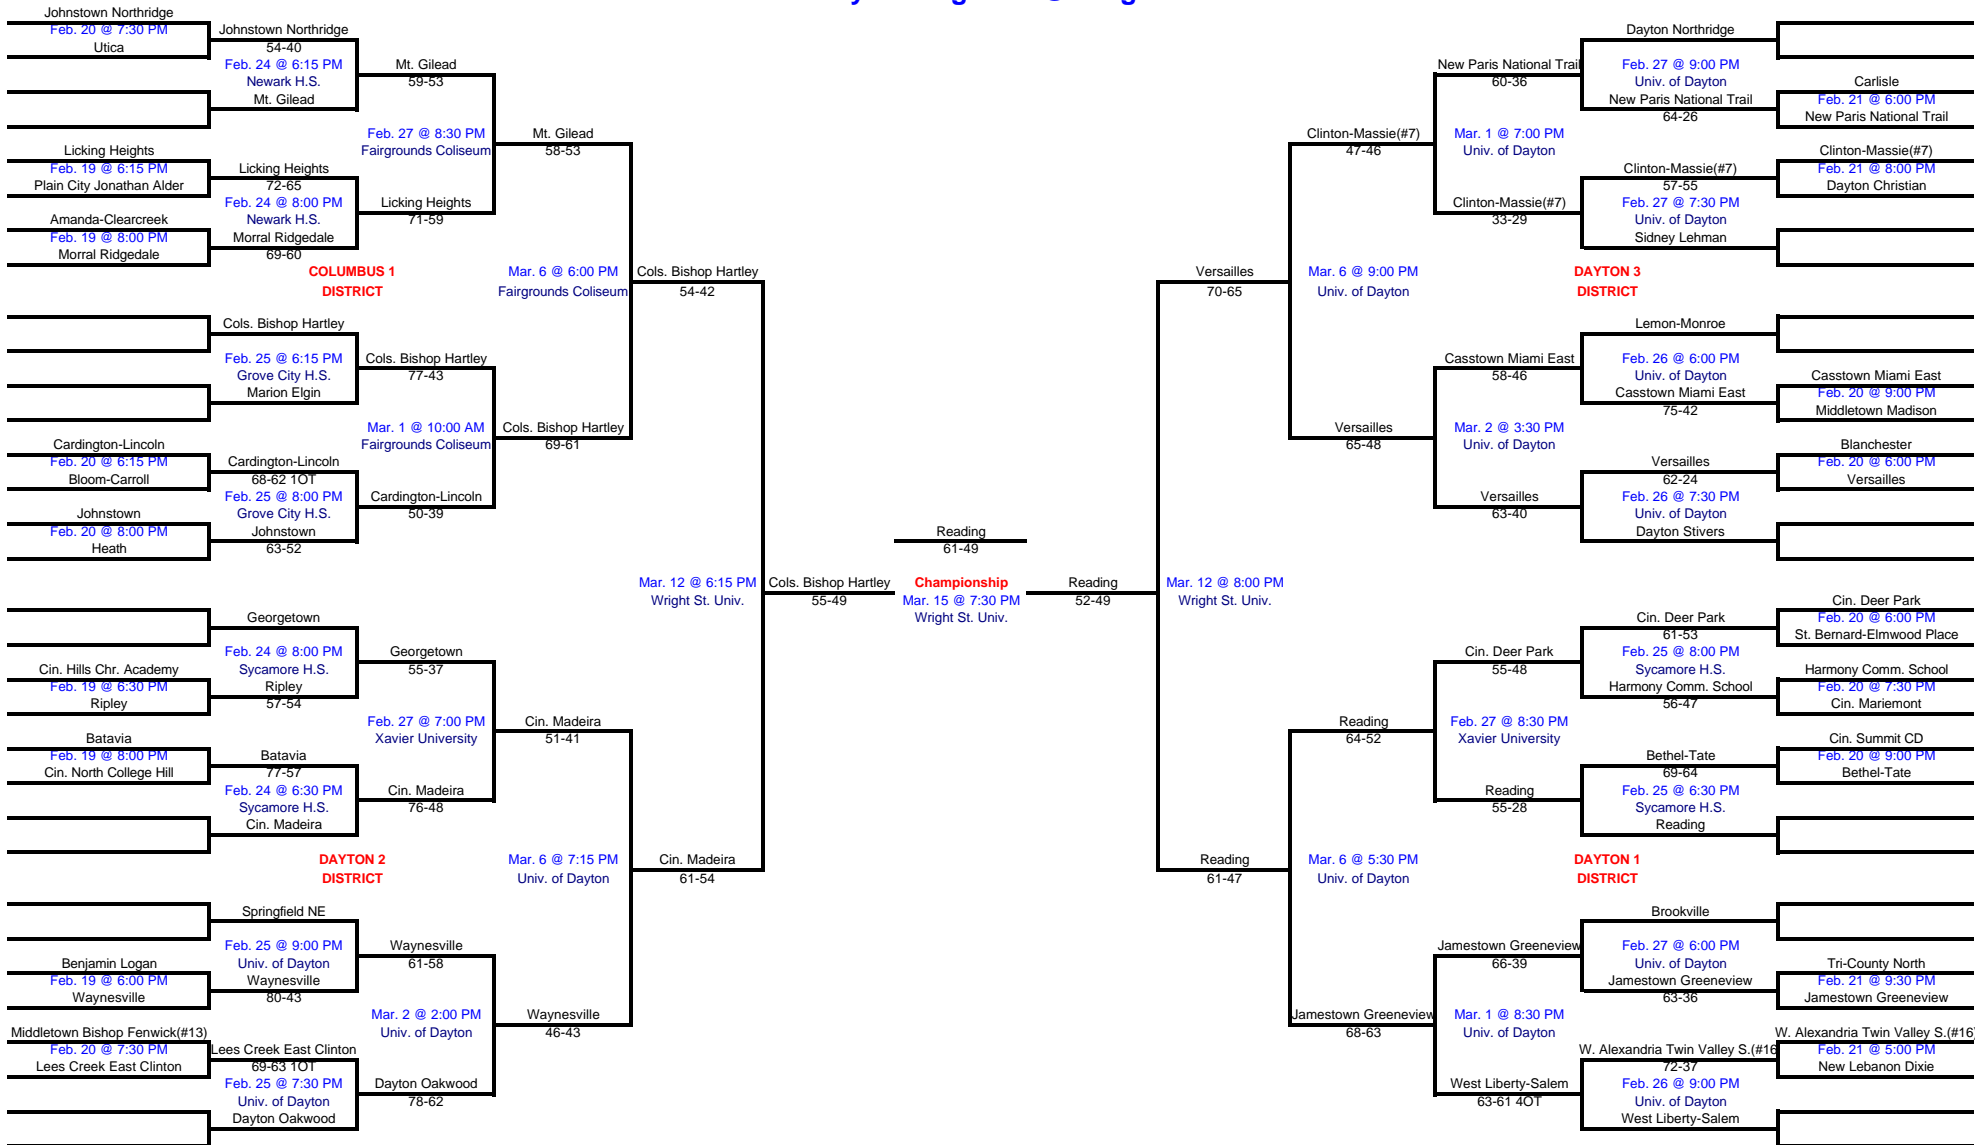 Johnstown Northridge
Feb. 20 @ 7:30 PM
Utica
Johnstown Northridge
54-40
Feb. 24 @ 6:15 PM
Newark H.S.
Mt. Gilead
Mt. Gilead
59-53
Feb. 27 @ 8:30 PM
Fairgrounds Coliseum
Mt. Gilead
58-53
Licking Heights
Feb. 19 @ 6:15 PM
Plain City Jonathan Alder
Licking Heights
72-65
Feb. 24 @ 8:00 PM
Newark H.S.
Morral Ridgedale
69-60
Licking Heights
71-59
Amanda-Clearcreek
Feb. 19 @ 8:00 PM
Morral Ridgedale
COLUMBUS 1
DISTRICT
Mar. 6 @ 6:00 PM
Fairgrounds Coliseum
Cols. Bishop Hartley
54-42
Cols. Bishop Hartley
Feb. 25 @ 6:15 PM
Grove City H.S.
Marion Elgin
Cols. Bishop Hartley
77-43
Mar. 1 @ 10:00 AM
Fairgrounds Coliseum
Cols. Bishop Hartley
69-61
Cardington-Lincoln
Feb. 20 @ 6:15 PM
Bloom-Carroll
Cardington-Lincoln
68-62 1OT
Feb. 25 @ 8:00 PM
Grove City H.S.
Johnstown
63-52
Cardington-Lincoln
50-39
Johnstown
Feb. 20 @ 8:00 PM
Heath
Mar. 12 @ 6:15 PM
Wright St. Univ.
Cols. Bishop Hartley
55-49
Georgetown
Feb. 24 @ 8:00 PM
Sycamore H.S.
Ripley
57-54
Cin. Hills Chr. Academy
Feb. 19 @ 6:30 PM
Ripley
Georgetown
55-37
Feb. 27 @ 7:00 PM
Xavier University
Cin. Madeira
51-41
Batavia
Feb. 19 @ 8:00 PM
Cin. North College Hill
Batavia
77-57
Feb. 24 @ 6:30 PM
Sycamore H.S.
Cin. Madeira
Cin. Madeira
76-48
DAYTON 2
DISTRICT
Mar. 6 @ 7:15 PM
Univ. of Dayton
Cin. Madeira
61-54
Springfield NE
Feb. 25 @ 9:00 PM
Univ. of Dayton
Waynesville
80-43
Benjamin Logan
Feb. 19 @ 6:00 PM
Waynesville
Waynesville
61-58
Mar. 2 @ 2:00 PM
Univ. of Dayton
Waynesville
46-43
Middletown Bishop Fenwick(#13)
Feb. 20 @ 7:30 PM
Lees Creek East Clinton
Lees Creek East Clinton
69-63 1OT
Feb. 25 @ 7:30 PM
Univ. of Dayton
Dayton Oakwood
Dayton Oakwood
78-62
Reading
61-49
Championship
Mar. 15 @ 7:30 PM
Wright St. Univ.
Reading
52-49
Mar. 12 @ 8:00 PM
Wright St. Univ.
Versailles
70-65
Mar. 6 @ 9:00 PM
Univ. of Dayton
DAYTON 3
DISTRICT
Clinton-Massie(#7)
47-46
New Paris National Trail
60-36
Mar. 1 @ 7:00 PM
Univ. of Dayton
Clinton-Massie(#7)
33-29
Dayton Northridge
Feb. 27 @ 9:00 PM
Univ. of Dayton
New Paris National Trail
64-26
Carlisle
Feb. 21 @ 6:00 PM
New Paris National Trail
Clinton-Massie(#7)
57-55
Feb. 27 @ 7:30 PM
Univ. of Dayton
Sidney Lehman
Clinton-Massie(#7)
Feb. 21 @ 8:00 PM
Dayton Christian
Versailles
65-48
Casstown Miami East
58-46
Mar. 2 @ 3:30 PM
Univ. of Dayton
Versailles
63-40
Lemon-Monroe
Feb. 26 @ 6:00 PM
Univ. of Dayton
Casstown Miami East
75-42
Casstown Miami East
Feb. 20 @ 9:00 PM
Middletown Madison
Versailles
62-24
Feb. 26 @ 7:30 PM
Univ. of Dayton
Dayton Stivers
Blanchester
Feb. 20 @ 6:00 PM
Versailles
Reading
61-47
Mar. 6 @ 5:30 PM
Univ. of Dayton
DAYTON 1
DISTRICT
Reading
64-52
Cin. Deer Park
55-48
Feb. 27 @ 8:30 PM
Xavier University
Reading
55-28
Cin. Deer Park
61-53
Feb. 25 @ 8:00 PM
Sycamore H.S.
Harmony Comm. School
56-47
Cin. Deer Park
Feb. 20 @ 6:00 PM
St. Bernard-Elmwood Place
Harmony Comm. School
Feb. 20 @ 7:30 PM
Cin. Mariemont
Bethel-Tate
69-64
Feb. 25 @ 6:30 PM
Sycamore H.S.
Reading
Cin. Summit CD
Feb. 20 @ 9:00 PM
Bethel-Tate
Jamestown Greeneview
68-63
Jamestown Greeneview
66-39
Mar. 1 @ 8:30 PM
Univ. of Dayton
West Liberty-Salem
63-61 4OT
Brookville
Feb. 27 @ 6:00 PM
Univ. of Dayton
Jamestown Greeneview
63-36
Tri-County North
Feb. 21 @ 9:30 PM
Jamestown Greeneview
W. Alexandria Twin Valley S.(#16
72-37
Feb. 26 @ 9:00 PM
Univ. of Dayton
West Liberty-Salem
W. Alexandria Twin Valley S.(#16)
Feb. 21 @ 5:00 PM
New Lebanon Dixie